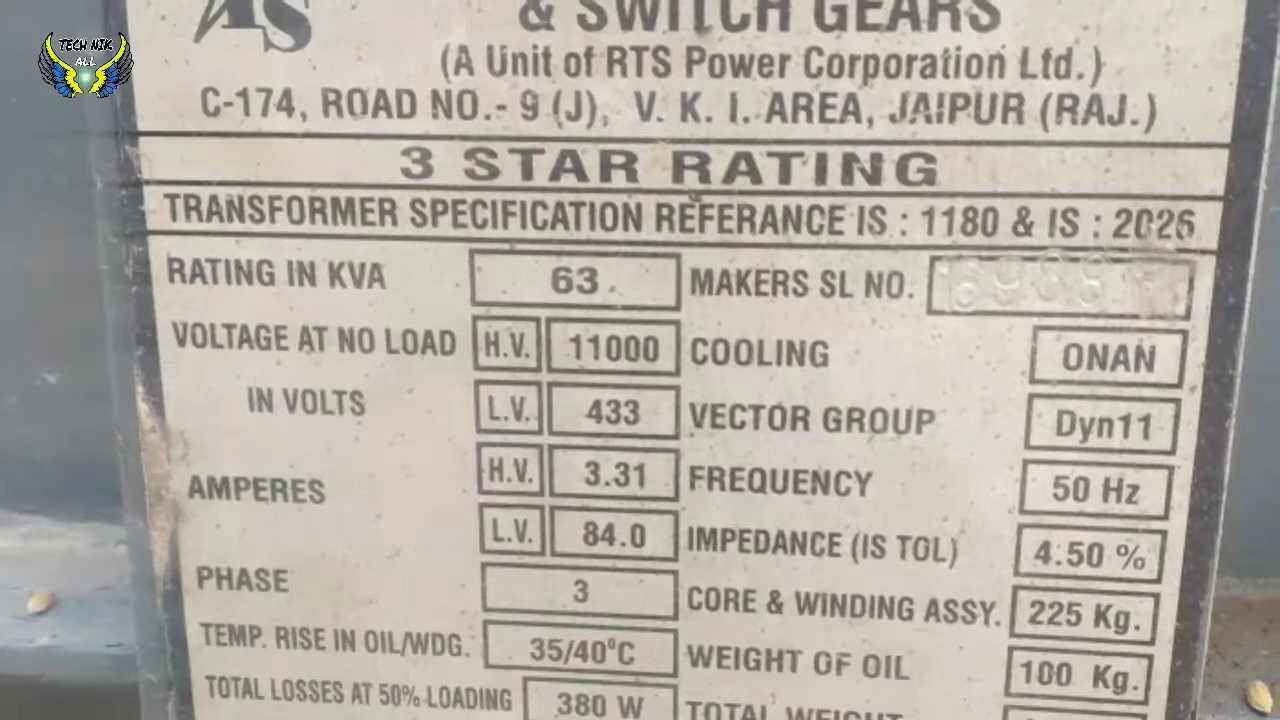 TECH NIK
ALL
& SWITCH GEARS
(A Unit of RTS Power Corporation Ltd.)
C-174, ROAD NO.- 9 (J), V. K. I. AREA, JAIPUR (RAJ.)
3 STAR RATING
TRANSFORMER SPECIFICATION REFERANCE IS : 1180 & IS : 2026
RATING IN KVA 63 MAKERS SL NO.
VOLTAGE AT NO LOAD H.V. 11000 COOLING ONAN
IN VOLTS L.V. 433 VECTOR GROUP Dyn11
AMPERES H.V. 3.31 FREQUENCY 50 Hz
L.V. 84.0 IMPEDANCE (IS TOL) 4.50 %
PHASE 3 CORE & WINDING ASSY. 225 Kg.
TEMP. RISE IN OIL/WDG. 35/40°C WEIGHT OF OIL 100 Kg.
TOTAL LOSSES AT 50% LOADING 380 W TOTAL WEIGHT